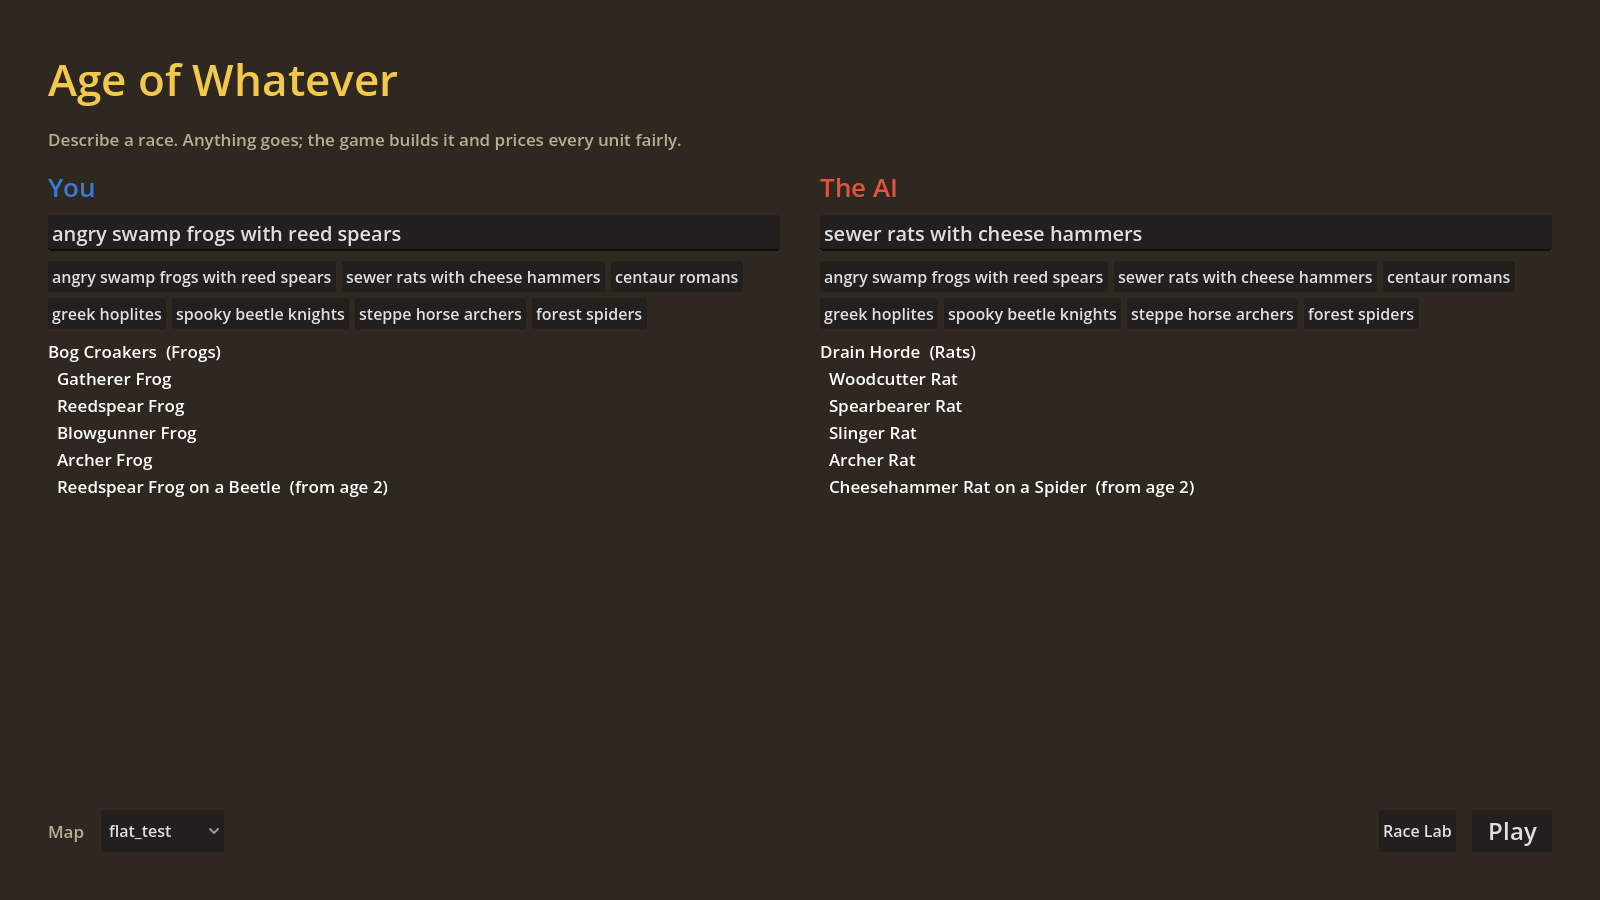 Age of Whatever
Describe a race. Anything goes; the game builds it and prices every unit fairly.
You
angry swamp frogs with reed spears
angry swamp frogs with reed spears sewer rats with cheese hammers centaur romans
greek hoplites spooky beetle knights steppe horse archers forest spiders
Bog Croakers (Frogs)
Gatherer Frog
Reedspear Frog
Blowgunner Frog
Archer Frog
Reedspear Frog on a Beetle (from age 2)
The AI
sewer rats with cheese hammers
angry swamp frogs with reed spears sewer rats with cheese hammers centaur romans
greek hoplites spooky beetle knights steppe horse archers forest spiders
Drain Horde (Rats)
Woodcutter Rat
Spearbearer Rat
Slinger Rat
Archer Rat
Cheesehammer Rat on a Spider (from age 2)
Map flat_test
Race Lab Play